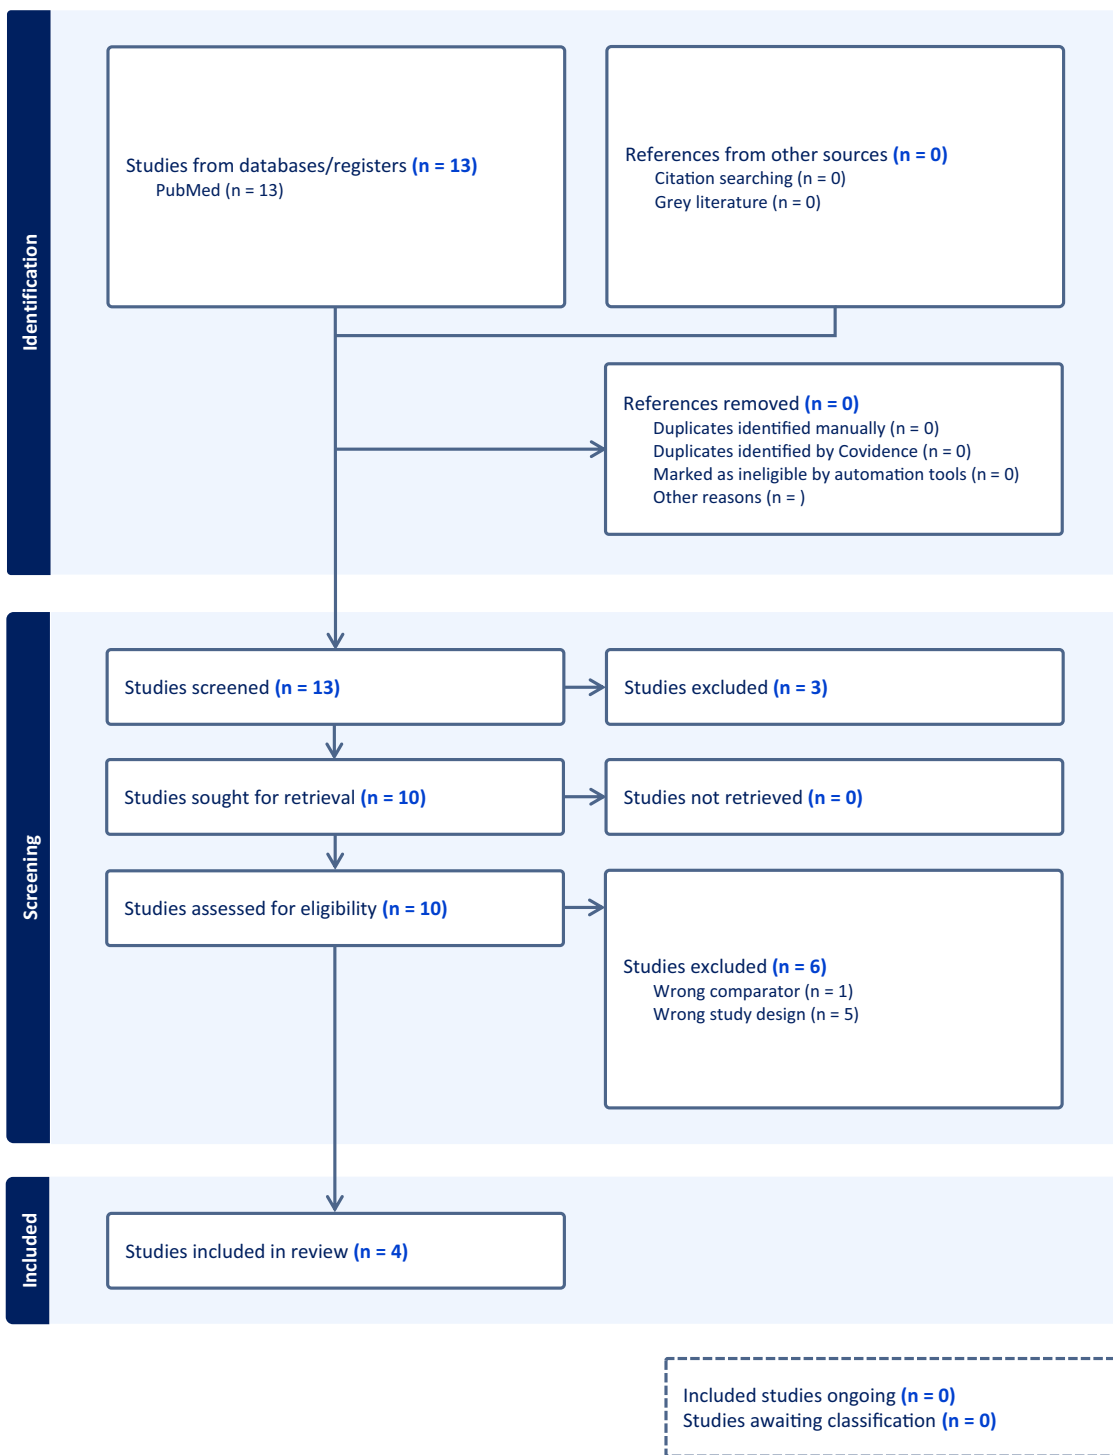 Identification
Studies from databases/registers (n = 13)
PubMed (n = 13)
References from other sources (n = 0)
Citation searching (n = 0)
Grey literature (n = 0)
References removed (n = 0)
Duplicates identified manually (n = 0)
Duplicates identified by Covidence (n = 0)
Marked as ineligible by automation tools (n = 0)
Other reasons (n = )
Screening
Studies screened (n = 13)
Studies excluded (n = 3)
Studies sought for retrieval (n = 10)
Studies not retrieved (n = 0)
Studies assessed for eligibility (n = 10)
Studies excluded (n = 6)
Wrong comparator (n = 1)
Wrong study design (n = 5)
Included
Studies included in review (n = 4)
Included studies ongoing (n = 0)
Studies awaiting classification (n = 0)